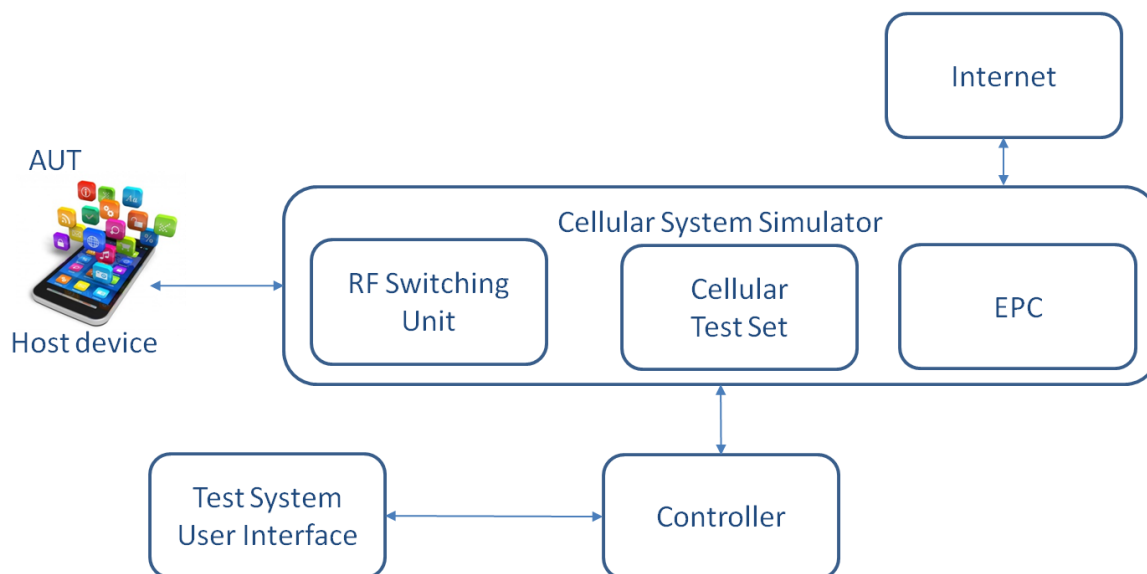 Internet
AUT
Cellular System Simulator
RF Switching
Unit
Cellular
Test Set
EPC
Host device
Test System
User Interface
Controller